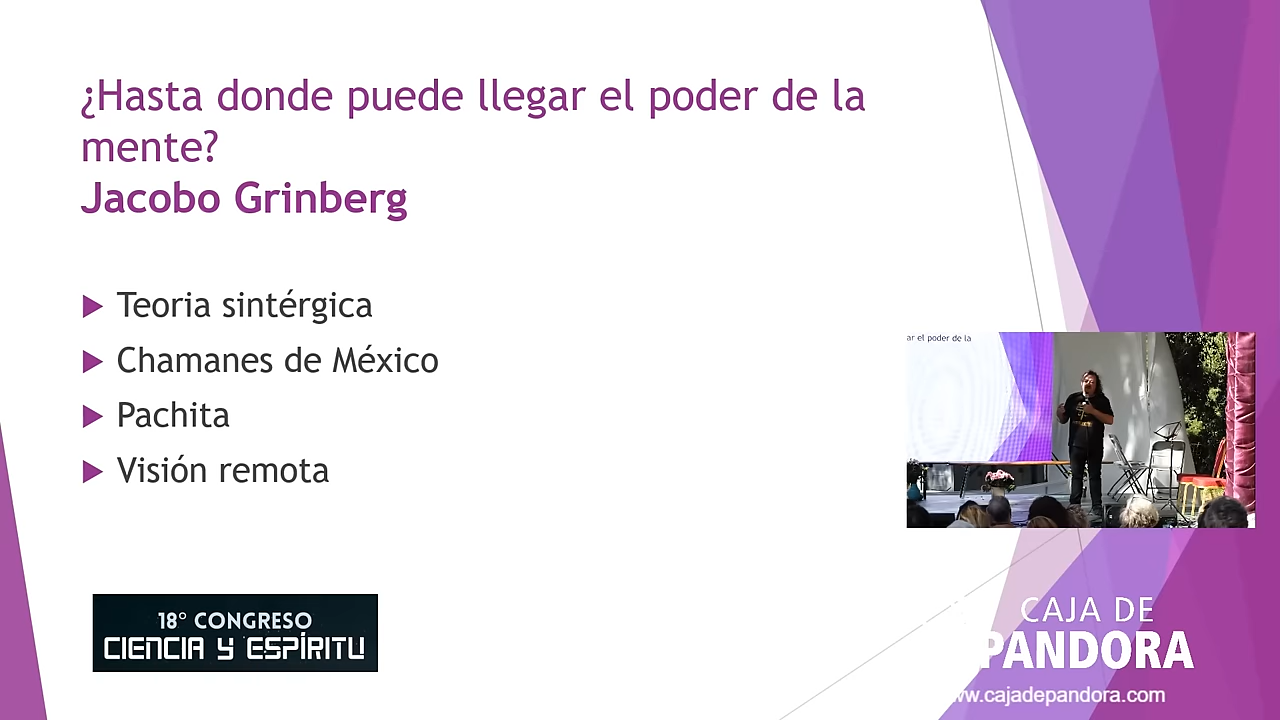 ¿Hasta donde puede llegar el poder de la
mente?
Jacobo Grinberg
Teoria sintérgica
Chamanes de México
Pachita
Visión remota
ar el poder de la
18° CONGRESO
CIENCIA Y ESPÍRITU
CAJA DE
PANDORA
www.cajadepandora.com